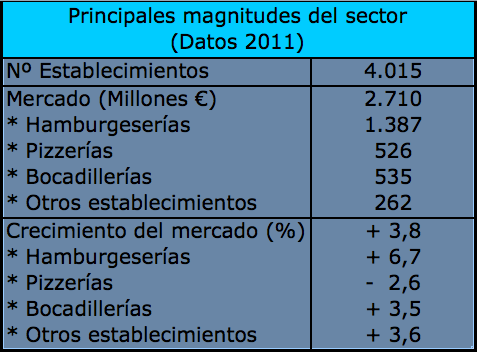 Principales magnitudes del sector
(Datos 2011)
Nº Establecimientos 4.015
Mercado (Millones €) 2.710
* Hamburgeserías 1.387
* Pizzerías 526
* Bocadillerías 535
* Otros establecimientos 262
Crecimiento del mercado (%) + 3,8
* Hamburgeserías + 6,7
* Pizzerías - 2,6
* Bocadillerías + 3,5
* Otros establecimientos + 3,6